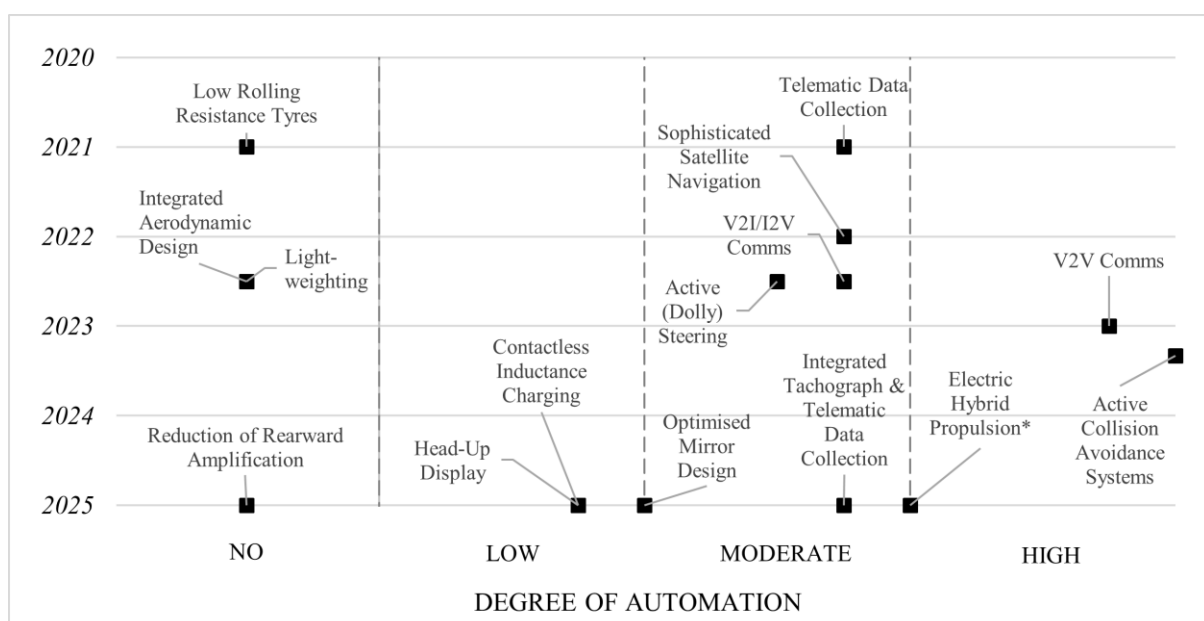 2020
Low Rolling
Resistance Tyres
Telematic Data
Collection
2021
Sophisticated
Satellite
Navigation
Integrated
Aerodynamic
Design
2022
V2I/I2V
Comms
Light-
weighting
V2V Comms
Active
(Dolly)
Steering
2023
Contactless
Inductance
Charging
Integrated
Tachograph &
Telematic
Data
Collection
Electric
Hybrid
Propulsion*
Active
Collision
Avoidance
Systems
2024
Reduction of Rearward
Amplification
Head-Up
Display
Optimised
Mirror
Design
2025
NO
LOW
MODERATE
HIGH
DEGREE OF AUTOMATION